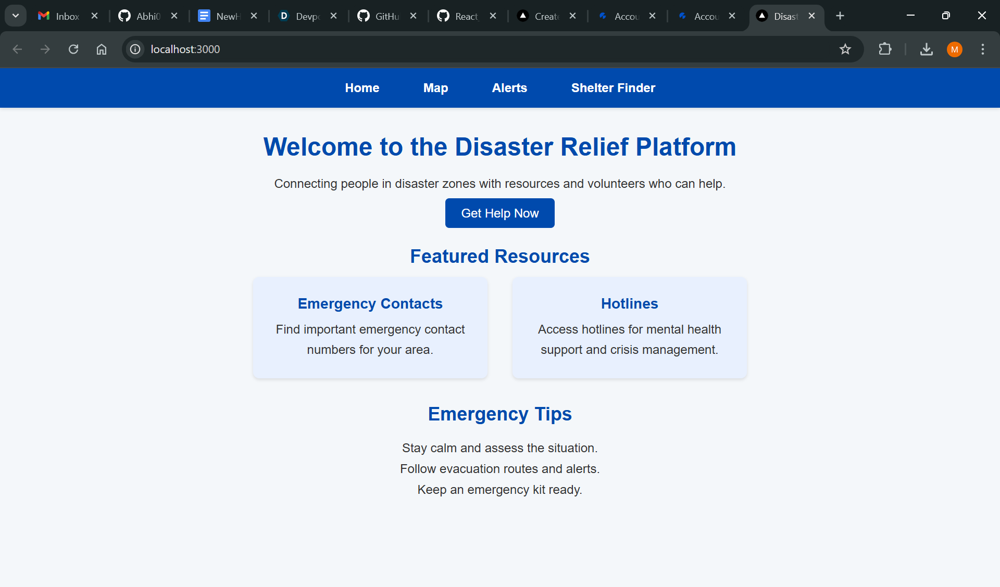 Inbox
Abhi0
NewH
D Devpo
GitHu
React
Create
Accou
Accou
Disast
localhost:3000
M
Home Map Alerts Shelter Finder
Welcome to the Disaster Relief Platform
Connecting people in disaster zones with resources and volunteers who can help.
Get Help Now
Featured Resources
Emergency Contacts
Find important emergency contact
numbers for your area.
Hotlines
Access hotlines for mental health
support and crisis management.
Emergency Tips
Stay calm and assess the situation.
Follow evacuation routes and alerts.
Keep an emergency kit ready.